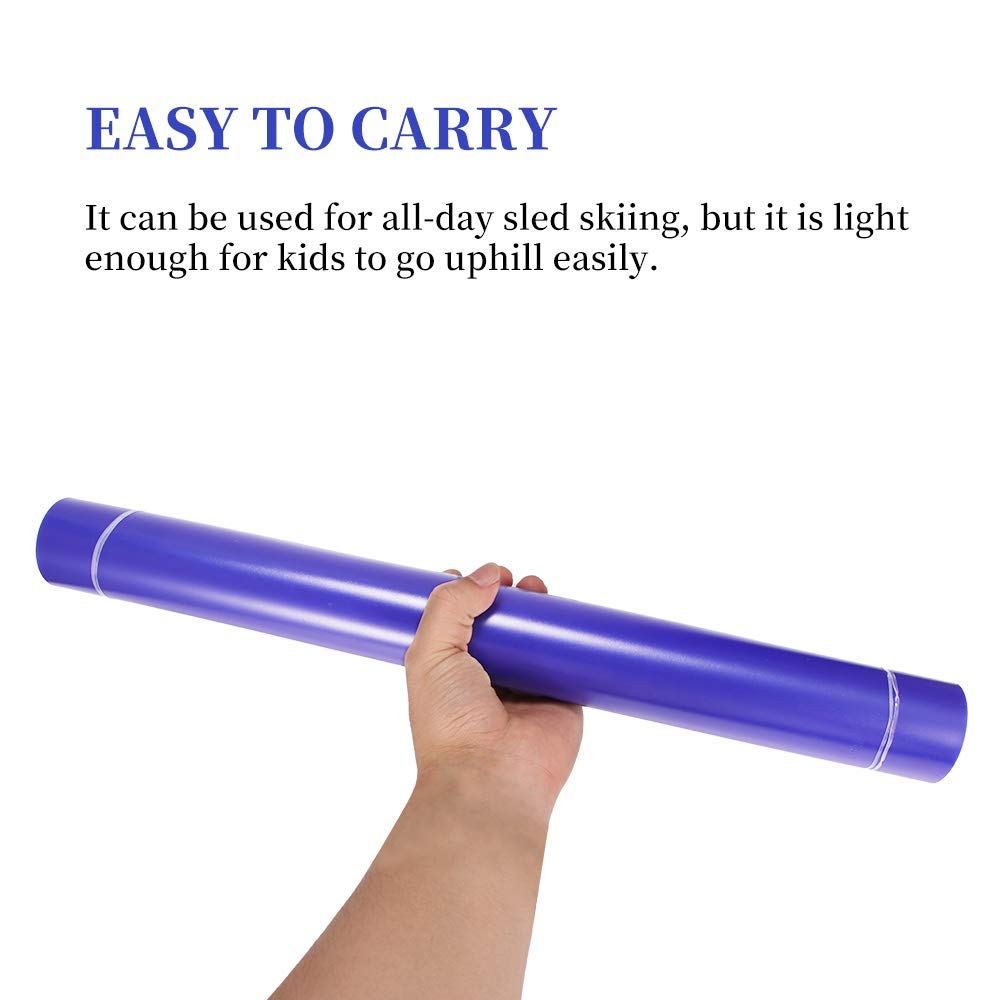 EASY TO CARRY
It can be used for all-day sled skiing, but it is light
enough for kids to go uphill easily.